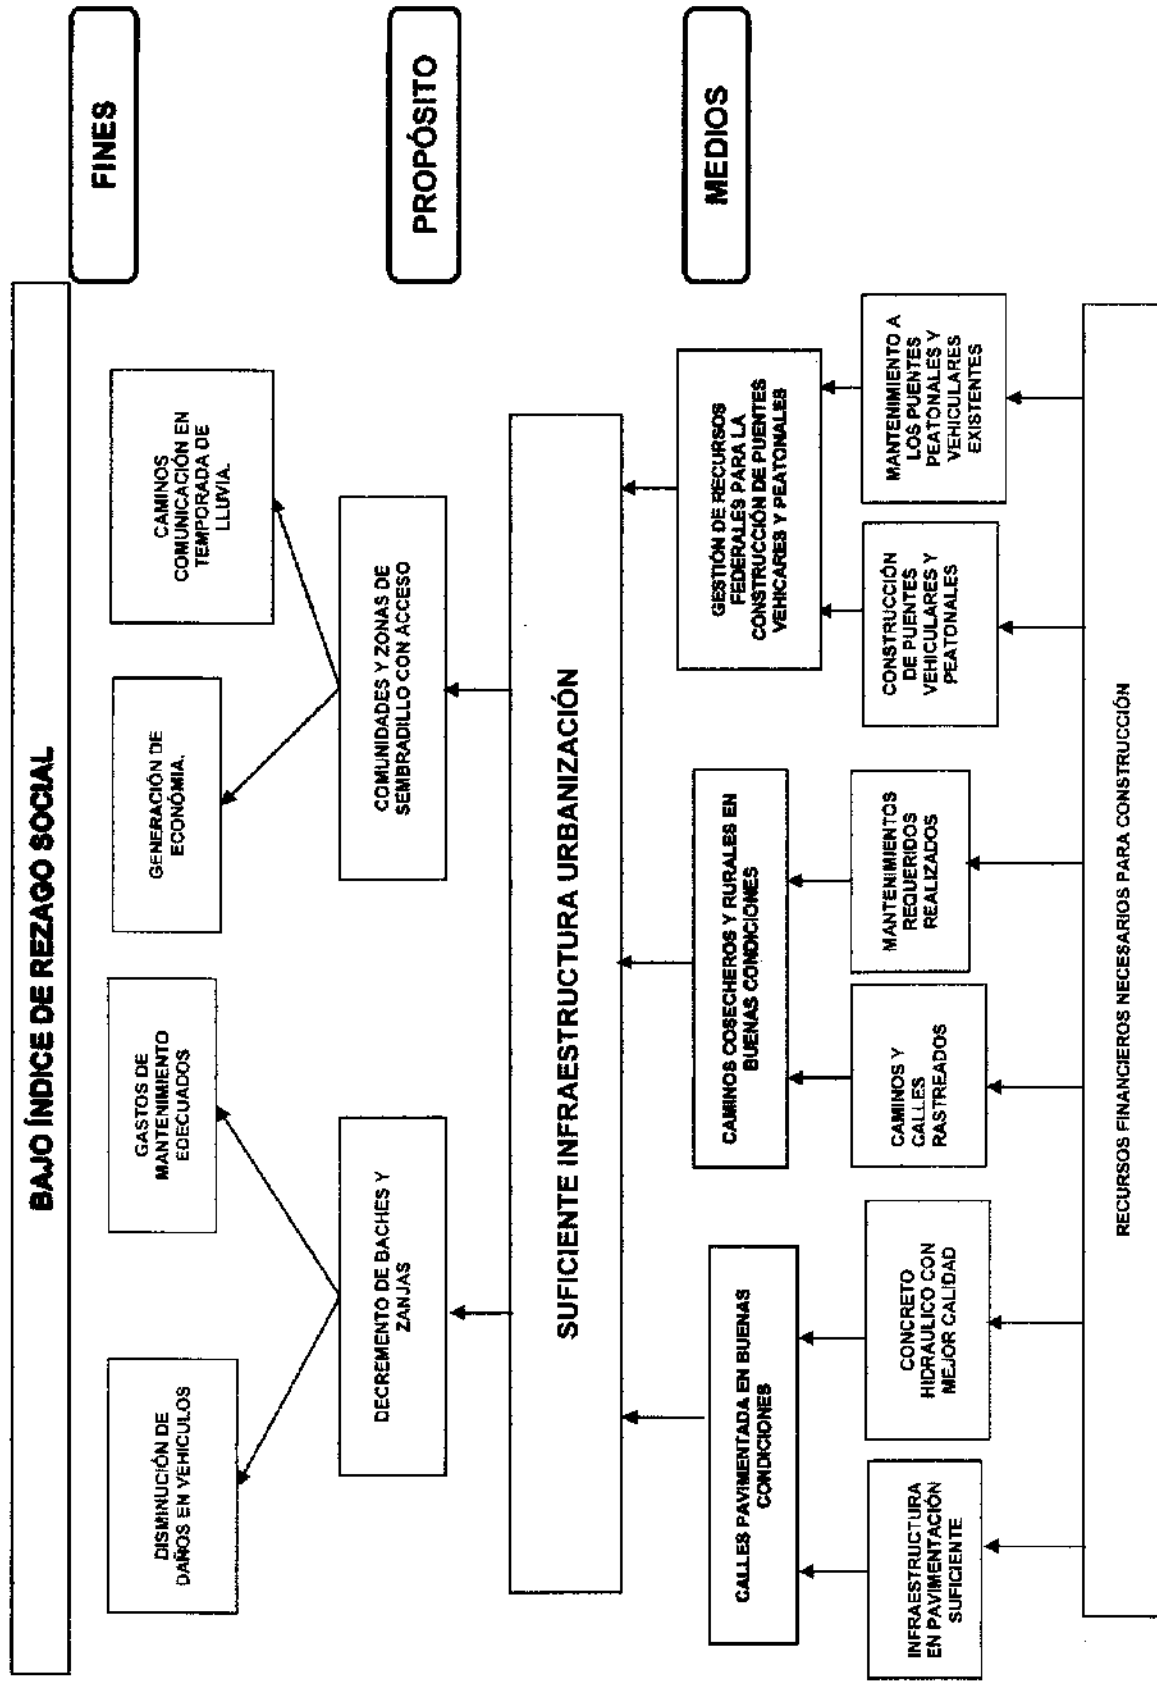 BAJO ÍNDICE DE REZAGO SOCIAL
FINES
DISMINUCIÓN DE
DAÑOS EN VEHICULOS
GASTOS DE
MANTENIMIENTO
EDECUADOS
GENERACIÓN DE
ECONÓMIA.
CAMINOS
COMUNICACIÓN EN
TEMPORADA DE
LLUVIA.
DECREMENTO DE BACHES Y
ZANJAS
COMUNIDADES Y ZONAS DE
SEMBRADILLO CON ACCESO
PROPÓSITO
SUFICIENTE INFRAESTRUCTURA URBANIZACIÓN
MEDIOS
CALLES PAVIMENTADA EN BUENAS
CONDICIONES
CAMINOS COSECHEROS Y RURALES EN
BUENAS CONDICIONES
GESTIÓN DE RECURSOS
FEDERALES PARA LA
CONSTRUCCIÓN DE PUENTES
VEHICARES Y PEATONALES
INFRAESTRUCTURA
EN PAVIMENTACIÓN
SUFICIENTE
CONCRETO
HIDRAULICO CON
MEJOR CALIDAD
CAMINOS Y
CALLES
RASTREADOS
MANTENIMIENTOS
REQUERIDOS
REALIZADOS
CONSTRUCCIÓN
DE PUENTES
VEHICULARES Y
PEATONALES
MANTENIMIENTO A
LOS PUENTES
PEATONALES Y
VEHICULARES
EXISTENTES
RECURSOS FINANCIEROS NECESARIOS PARA CONSTRUCCIÓN